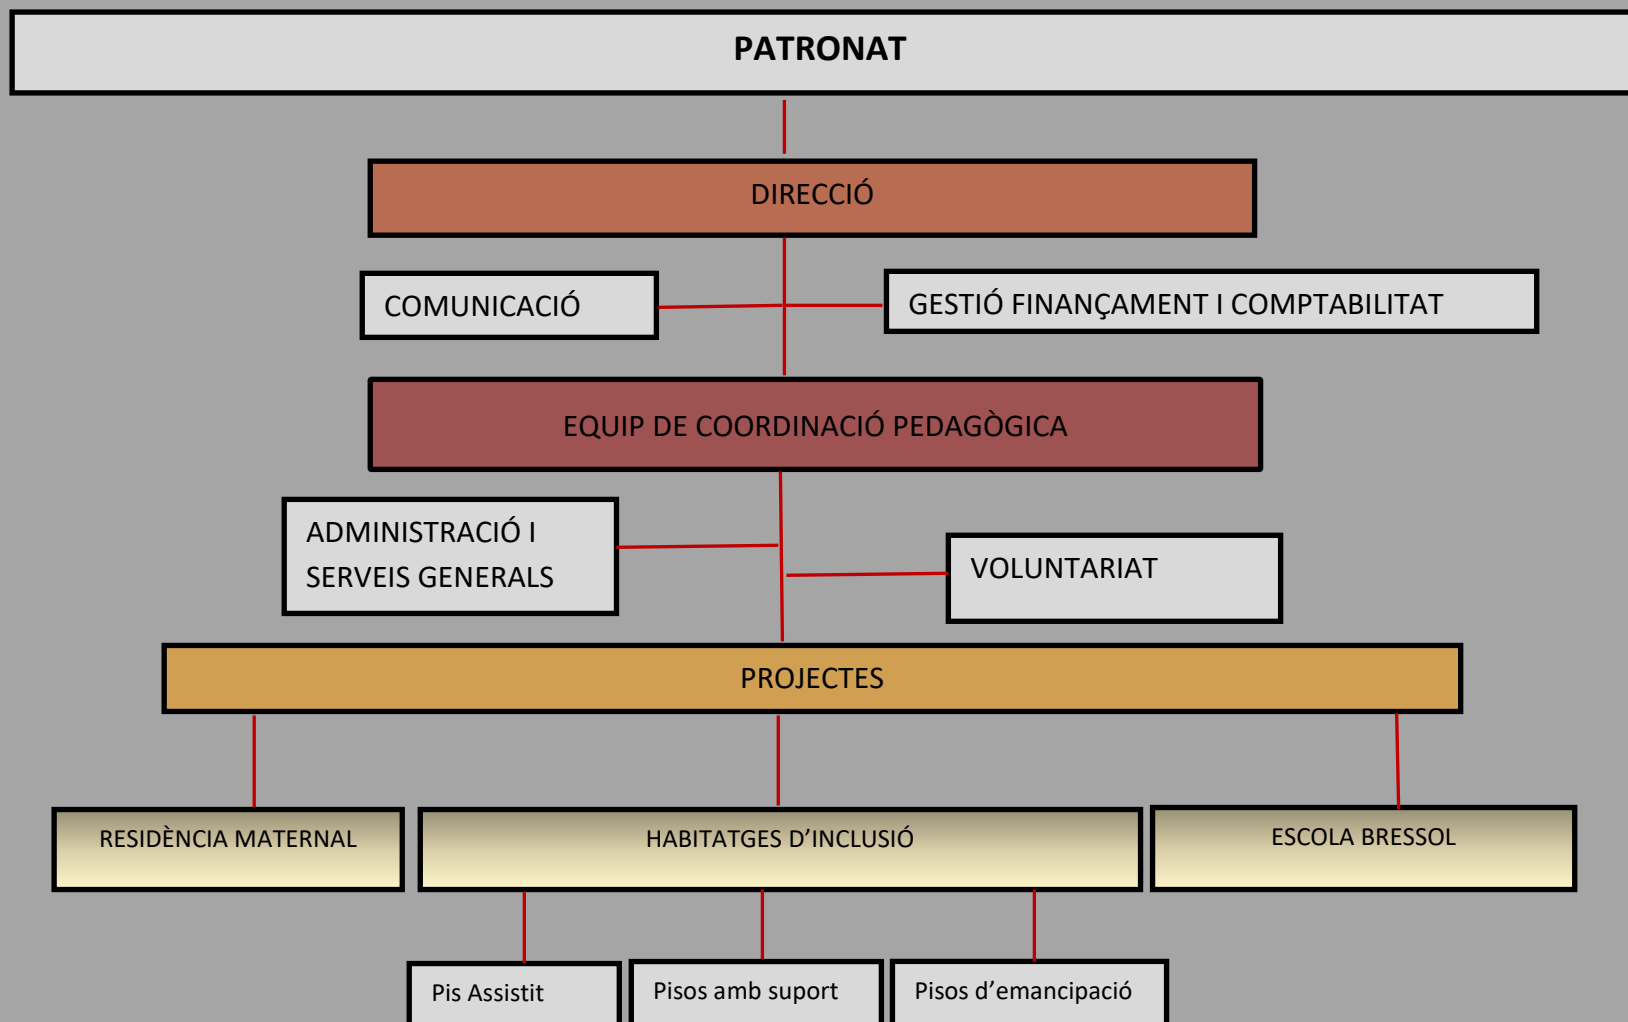 PATRONAT
DIRECCIÓ
COMUNICACIÓ
GESTIÓ FINANÇAMENT I COMPTABILITAT
EQUIP DE COORDINACIÓ PEDAGÒGICA
ADMINISTRACIÓ I
SERVEIS GENERALS
VOLUNTARIAT
PROJECTES
RESIDÈNCIA MATERNAL
HABITATGES D’INCLUSIÓ
ESCOLA BRESSOL
Pis Assistit
Pisos amb suport
Pisos d’emancipació